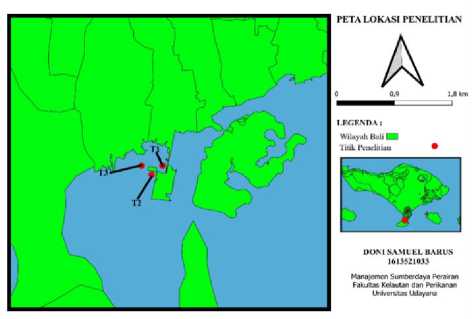 PETA LOKASI PENELITIAN
0 0,9 1,8 km
LEGENDA :
Wilayah Bali
Titik Penelitian
T1
T3
T2
DONI SAMUEL BARUS
1613521033
Manajemen Sumberdaya Perairan
Fakultas Kelautan dan Perikanan
Universitas Udayana